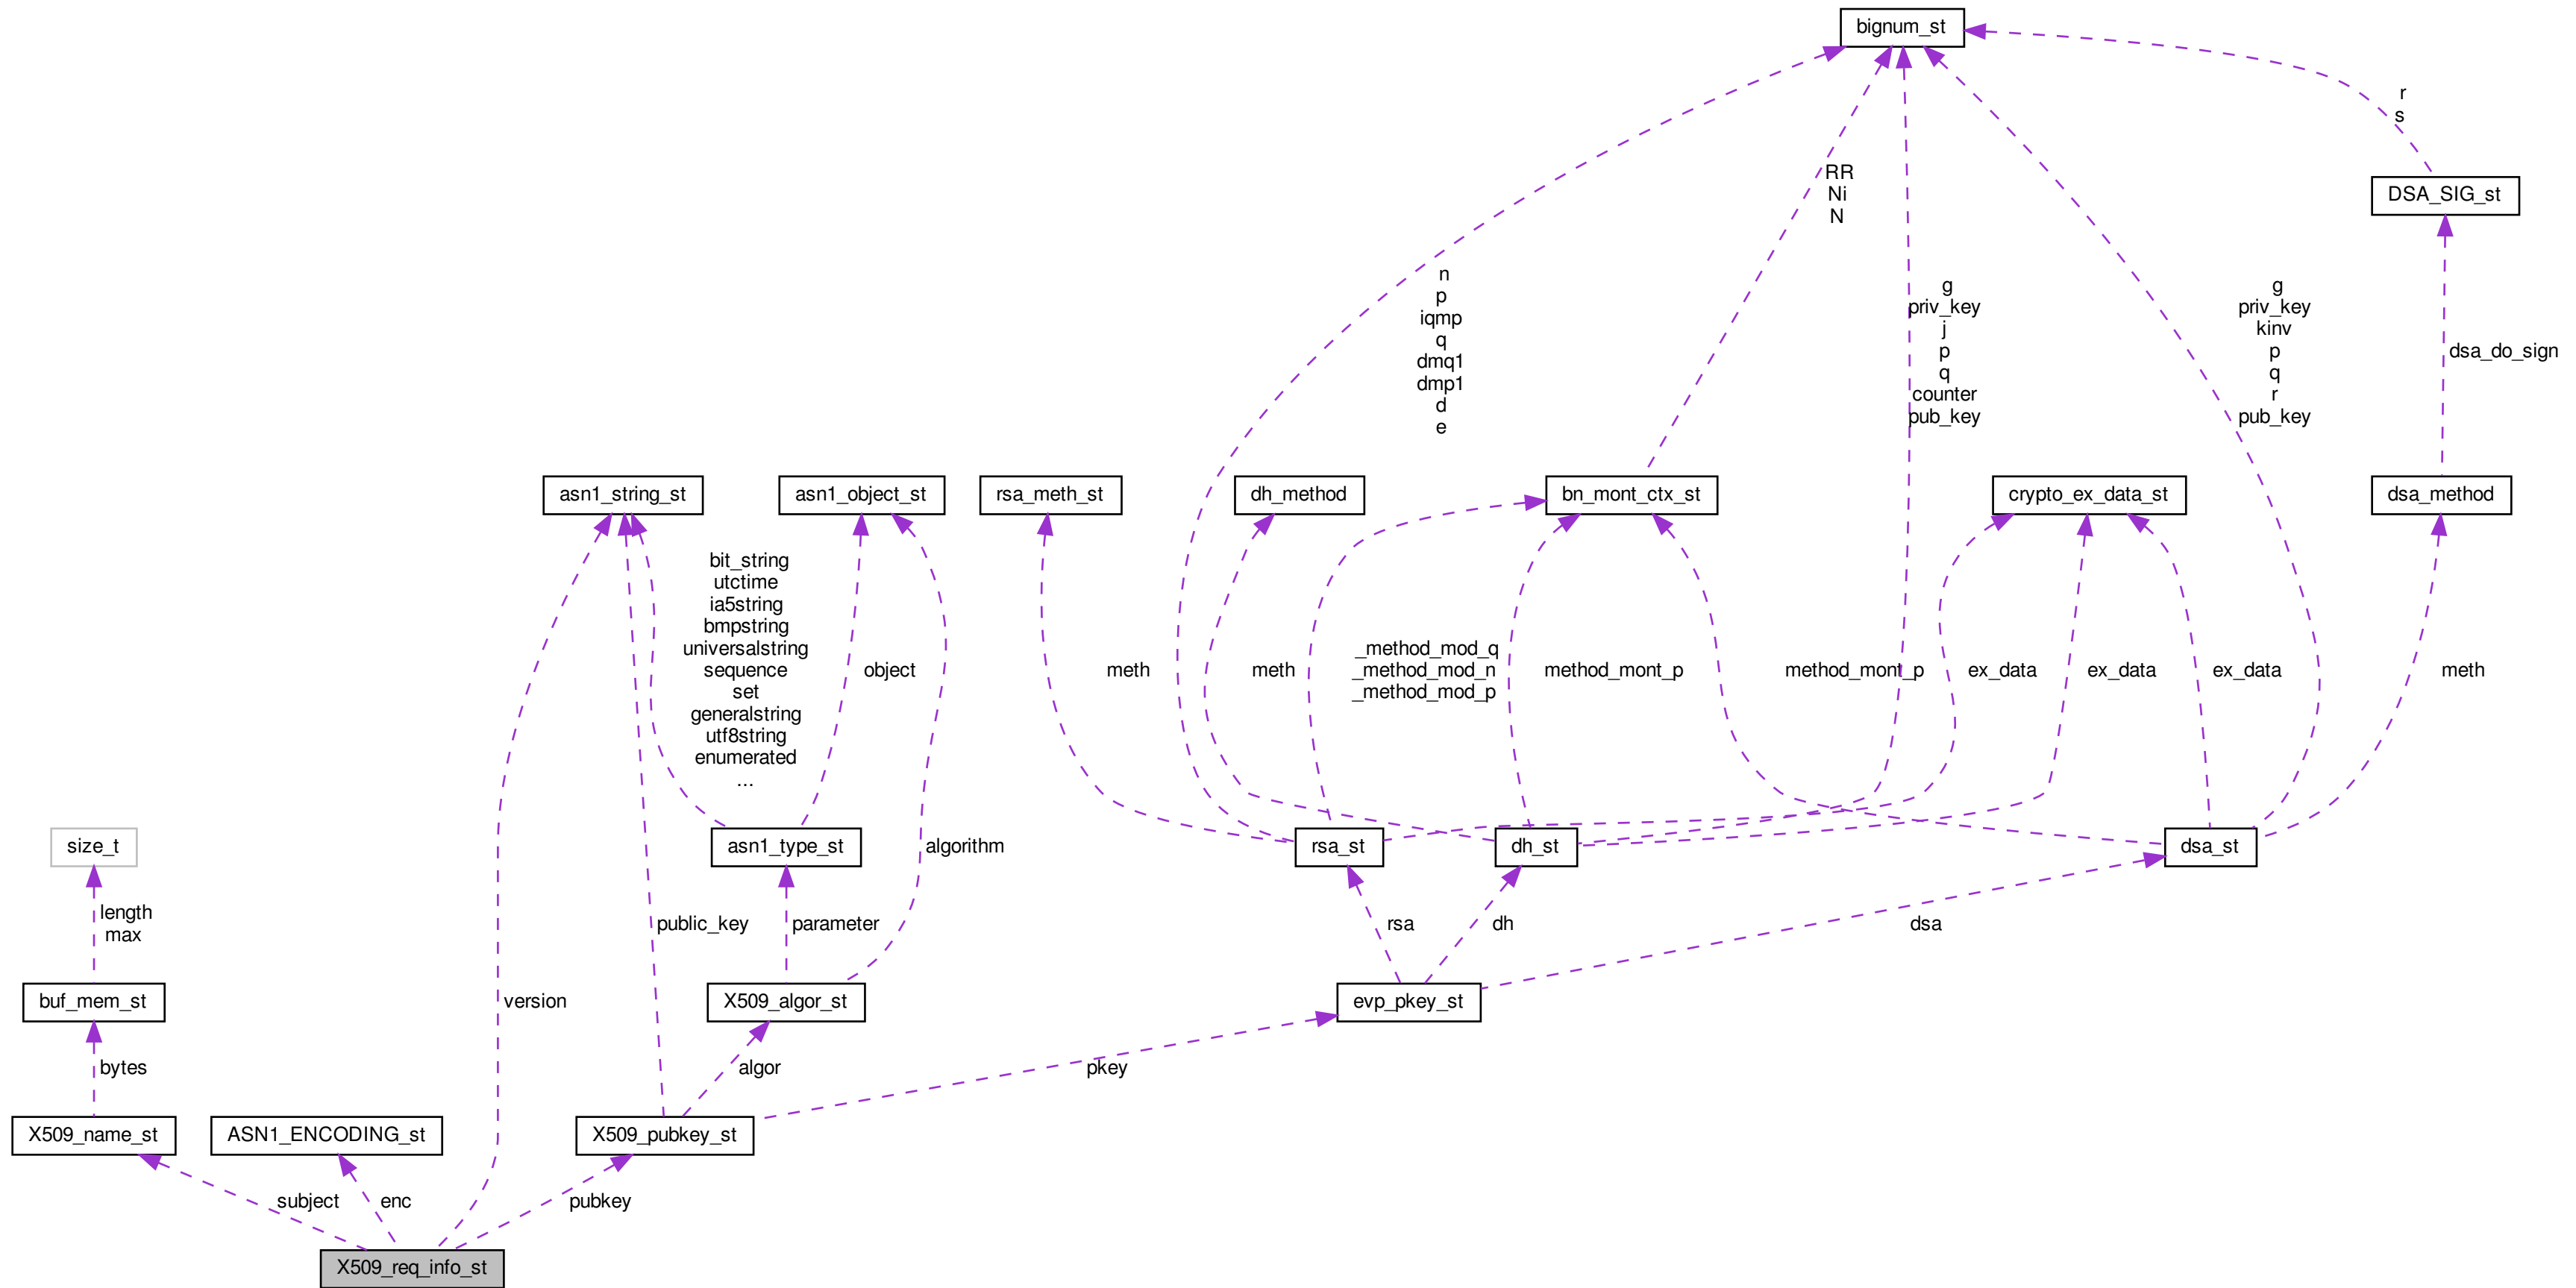 bignum_st
r
s
RR
Ni
N
DSA_SIG_st
n
p
iqmp
q
dmq1
dmp1
d
e
g
priv_key
j
p
q
counter
pub_key
g
priv_key
kinv
p
q
r
pub_key
dsa_do_sign
asn1_string_st
asn1_object_st
rsa_meth_st
dh_method
bn_mont_ctx_st
crypto_ex_data_st
dsa_method
bit_string
utctime
ia5string
bmpstring
universalstring
sequence
set
generalstring
utf8string
enumerated
...
object
meth
meth
_method_mod_q
_method_mod_n
_method_mod_p
method_mont_p
method_mont_p
ex_data
ex_data
ex_data
meth
size_t
asn1_type_st
algorithm
rsa_st
dh_st
dsa_st
length
max
public_key
parameter
rsa
dh
dsa
buf_mem_st
version
X509_algor_st
evp_pkey_st
bytes
algor
pkey
X509_name_st
ASN1_ENCODING_st
X509_pubkey_st
subject
enc
pubkey
X509_req_info_st